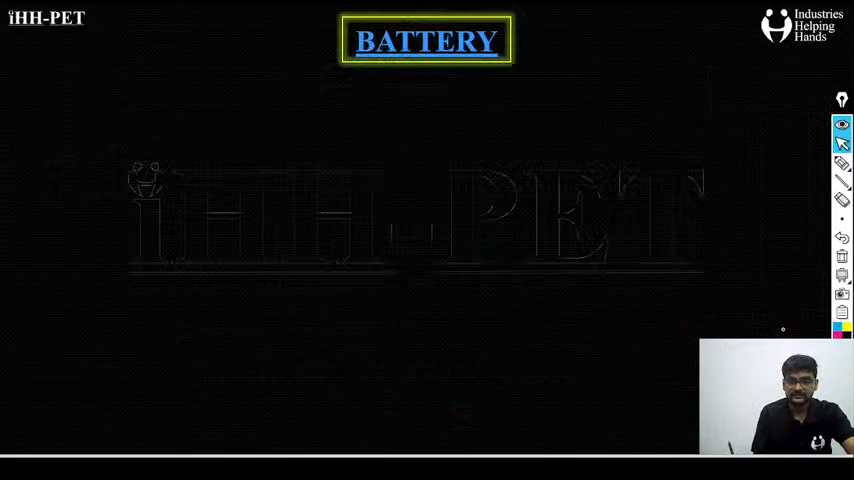 iHH-PET
BATTERY
Industries
Helping
Hands
iHH-PET